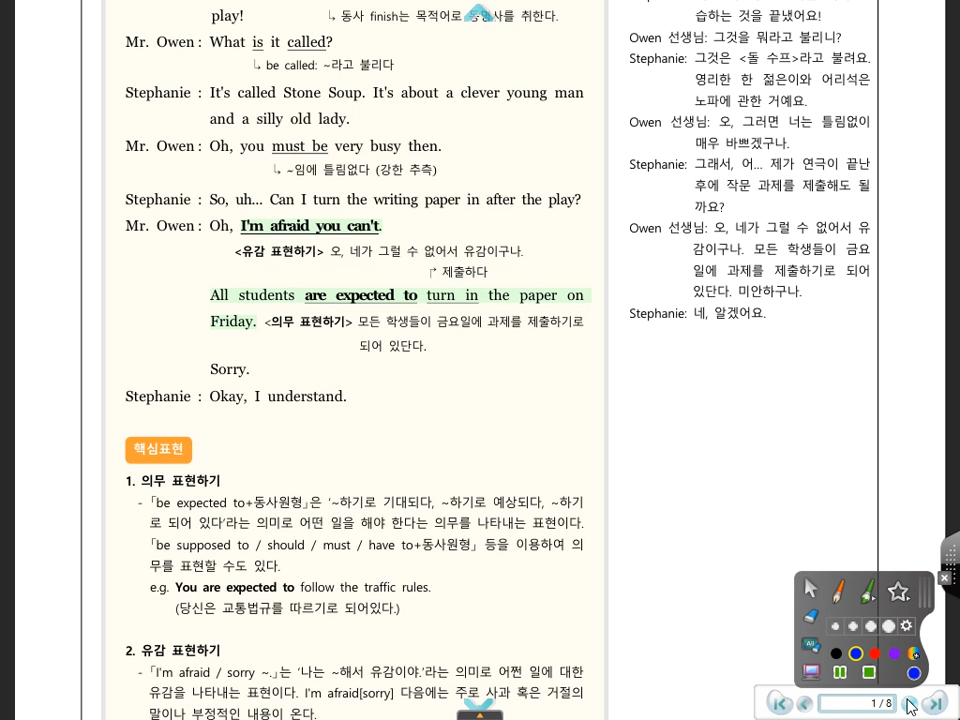 play!
↳ 동사 finish는 목적어로 동명사를 취한다.
Mr. Owen : What is it called?
↳ be called: ~라고 불리다
Stephanie : It's called Stone Soup. It's about a clever young man
and a silly old lady.
Mr. Owen : Oh, you must be very busy then.
↳ ~임에 틀림없다 (강한 추측)
Stephanie : So, uh... Can I turn the writing paper in after the play?
Mr. Owen : Oh, I'm afraid you can't.
<유감 표현하기> 오, 네가 그럴 수 없어서 유감이구나.
↱ 제출하다
All students are expected to turn in the paper on
Friday. <의무 표현하기> 모든 학생들이 금요일에 과제를 제출하기로
되어 있단다.
Sorry.
Stephanie : Okay, I understand.
핵심표현
1. 의무 표현하기
- 「be expected to+동사원형」은 '~하기로 기대되다, ~하기로 예상되다, ~하기
로 되어 있다'라는 의미로 어떤 일을 해야 한다는 의무를 나타내는 표현이다.
「be supposed to / should / must / have to+동사원형」 등을 이용하여 의
무를 표현할 수도 있다.
e.g. You are expected to follow the traffic rules.
(당신은 교통법규를 따르기로 되어있다.)
2. 유감 표현하기
- 「I'm afraid / sorry ~.」는 '나는 ~해서 유감이야.'라는 의미로 어쩐 일에 대한
유감을 나타내는 표현이다. I'm afraid[sorry] 다음에는 주로 사과 혹은 거절의
말이나 부정적인 내용이 온다.
습하는 것을 끝냈어요!
Owen 선생님: 그것을 뭐라고 불리니?
Stephanie: 그것은 <돌 수프>라고 불려요.
영리한 한 젊은이와 어리석은
노파에 관한 거예요.
Owen 선생님: 오, 그러면 너는 틀림없이
매우 바쁘겠구나.
Stephanie: 그래서, 어... 제가 연극이 끝난
후에 작문 과제를 제출해도 될
까요?
Owen 선생님: 오, 네가 그럴 수 없어서 유
감이구나. 모든 학생들이 금요
일에 과제를 제출하기로 되어
있단다. 미안하구나.
Stephanie: 네, 알겠어요.
All
1 / 8